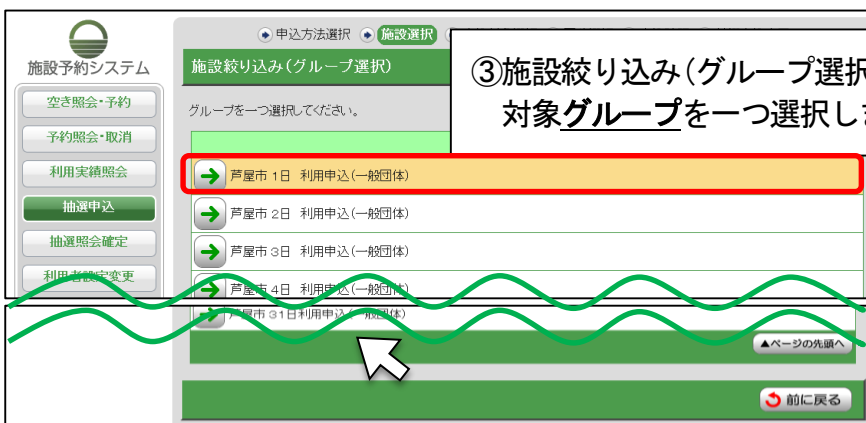 申込方法選択 施設選択
施設予約システム
空き照会・予約
予約照会・取消
利用実績照会
抽選申込
抽選照会確定
利用者設定変更
施設絞り込み(グループ選択)
グループを一つ選択してください。
③施設絞り込み(グループ選択
対象グループを一つ選択し
芦屋市 1日 利用申込(一般団体)
芦屋市 2日 利用申込(一般団体)
芦屋市 3日 利用申込(一般団体)
芦屋市 4日 利用申込(一般団体)
芦屋市 31日利用申込(一般団体)
▲ページの先頭へ
前に戻る